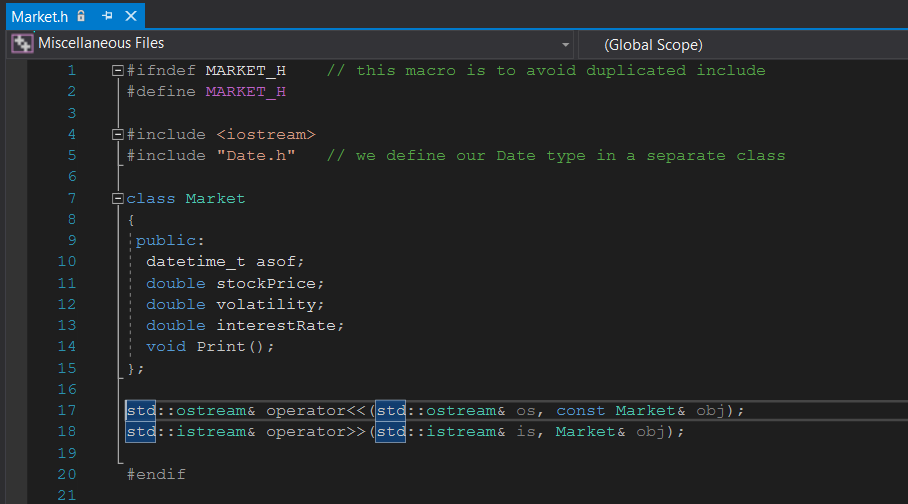 Market.h
Miscellaneous Files (Global Scope)
1 #ifndef MARKET_H // this macro is to avoid duplicated include
2 #define MARKET_H
3
4 #include <iostream>
5 #include "Date.h" // we define our Date type in a separate class
6
7 class Market
8 {
9 public:
10 datetime_t asof;
11 double stockPrice;
12 double volatility;
13 double interestRate;
14 void Print();
15 };
16
17 std::ostream& operator<<(std::ostream& os, const Market& obj);
18 std::istream& operator>>(std::istream& is, Market& obj);
19
20 #endif
21